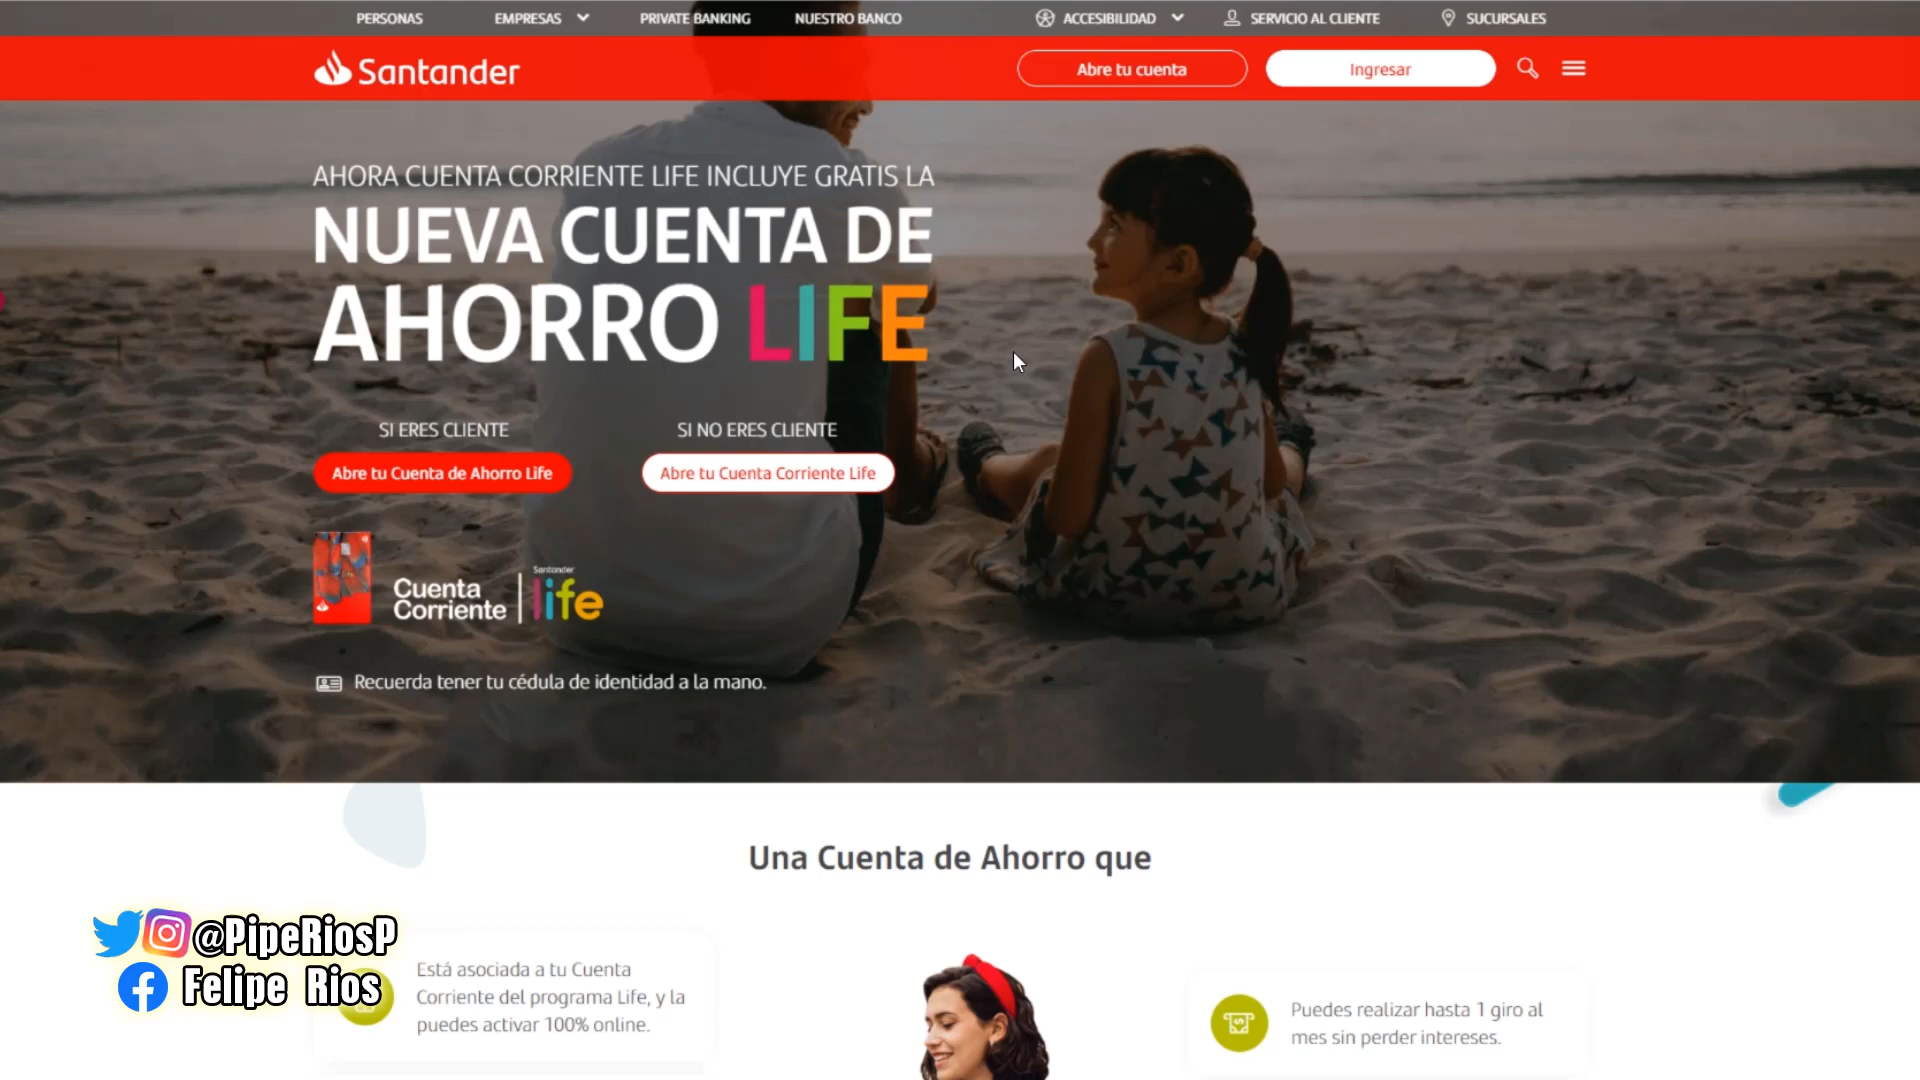 PERSONAS
EMPRESAS
PRIVATE BANKING
NUESTRO BANCO
ACCESIBILIDAD
SERVICIO AL CLIENTE
SUCURSALES
Santander
Abre tu cuenta
Ingresar
AHORA CUENTA CORRIENTE LIFE INCLUYE GRATIS LA
NUEVA CUENTA DE
AHORRO LIFE
SI ERES CLIENTE
SI NO ERES CLIENTE
Abre tu Cuenta de Ahorro Life
Abre tu Cuenta Corriente Life
Cuenta
Corriente
Santander
life
Recuerda tener tu cédula de identidad a la mano.
Una Cuenta de Ahorro que
@PipeRiosP
Felipe Rios
Está asociada a tu Cuenta
Corriente del programa Life, y la
puedes activar 100% online.
Puedes realizar hasta 1 giro al
mes sin perder intereses.